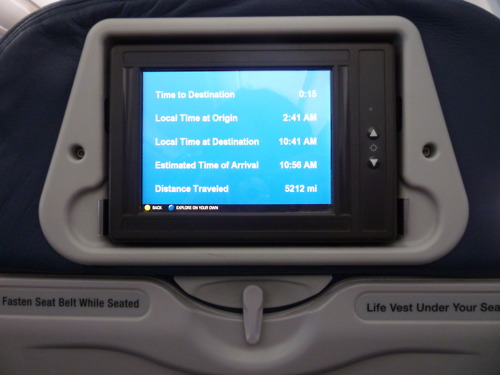 Time to Destination 0:15
Local Time at Origin 2:41 AM
Local Time at Destination 10:41 AM
Estimated Time of Arrival 10:56 AM
Distance Traveled 5212 mi
BACK EXPLORE ON YOUR OWN
Fasten Seat Belt While Seated
Life Vest Under Your Sea